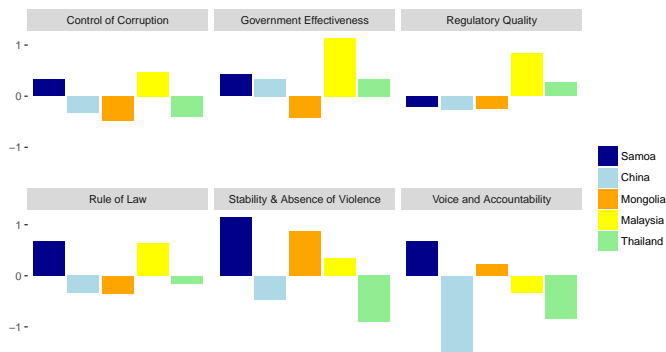 Control of Corruption
Government Effectiveness
Regulatory Quality
1
0
−1
Rule of Law
Stability & Absence of Violence
Voice and Accountability
1
0
−1
Samoa
China
Mongolia
Malaysia
Thailand